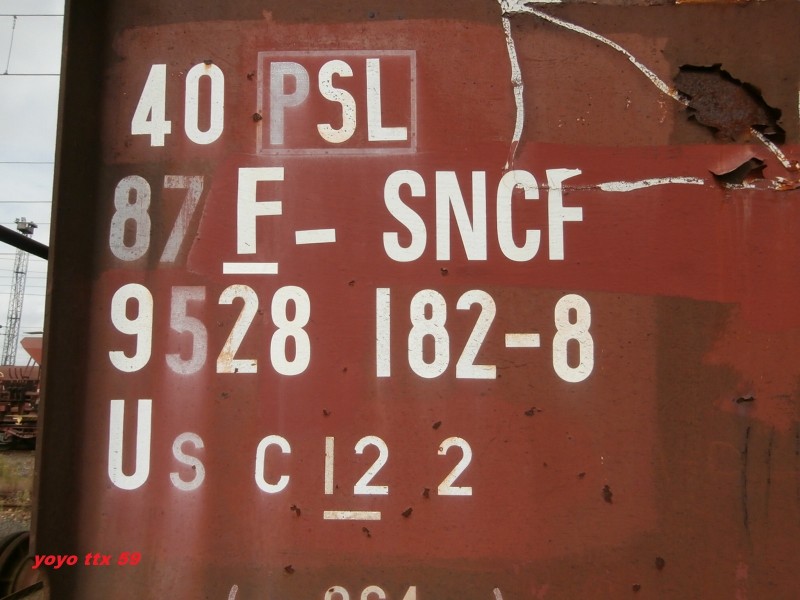 40 PSL
87 F - SNCF
9528 182-8
Us C 12 2
yoyo ttx 59